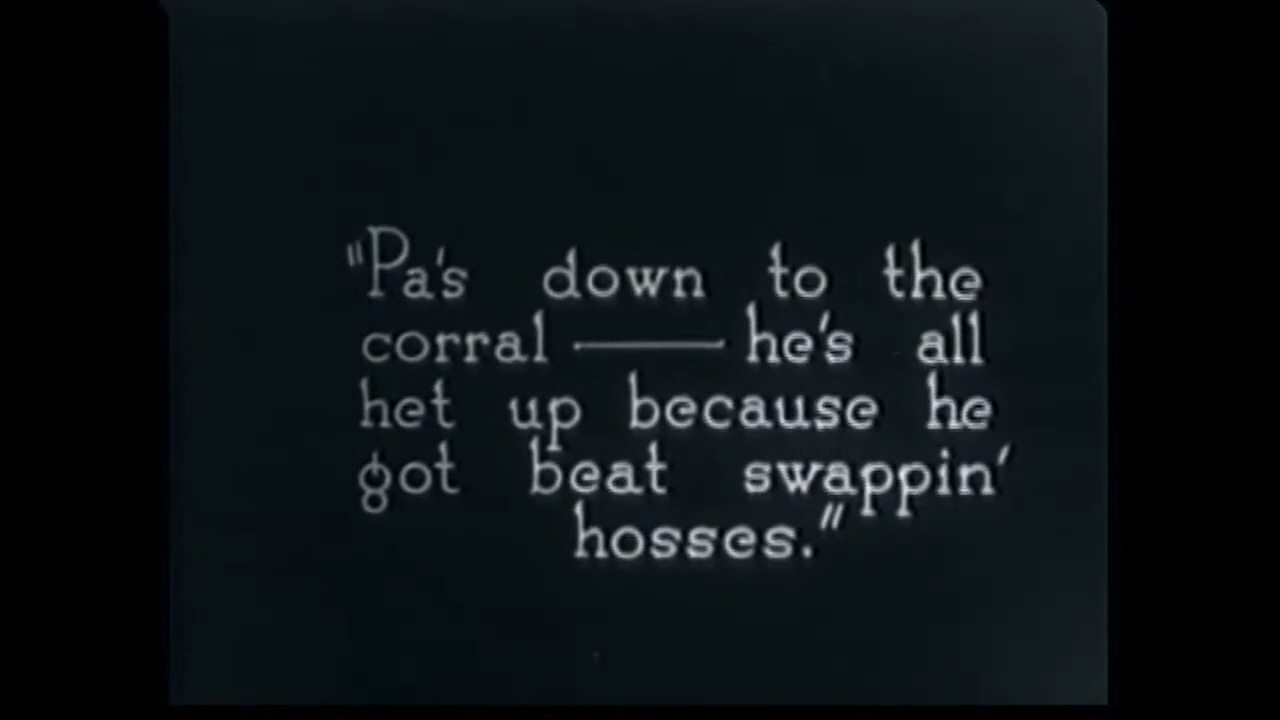 "Pa's down to the
corral —— he's all
het up because he
got beat swappin'
hosses."